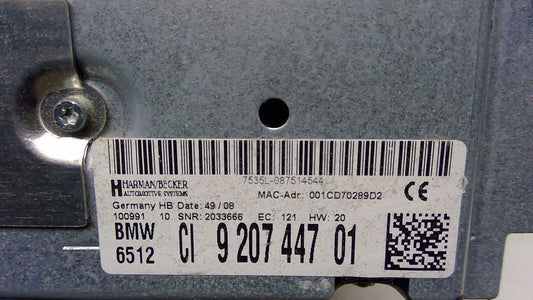 7535L-087514544
HARMAN/BECKER
AUTOMOTIVE SYSTEMS
MAC-Adr: 001CD70289D2
CE
Germany HB Date: 49 / 08
100991 10 SNR: 2033666 EC: 121 HW: 20
BMW CI 9 207 447 01
6512